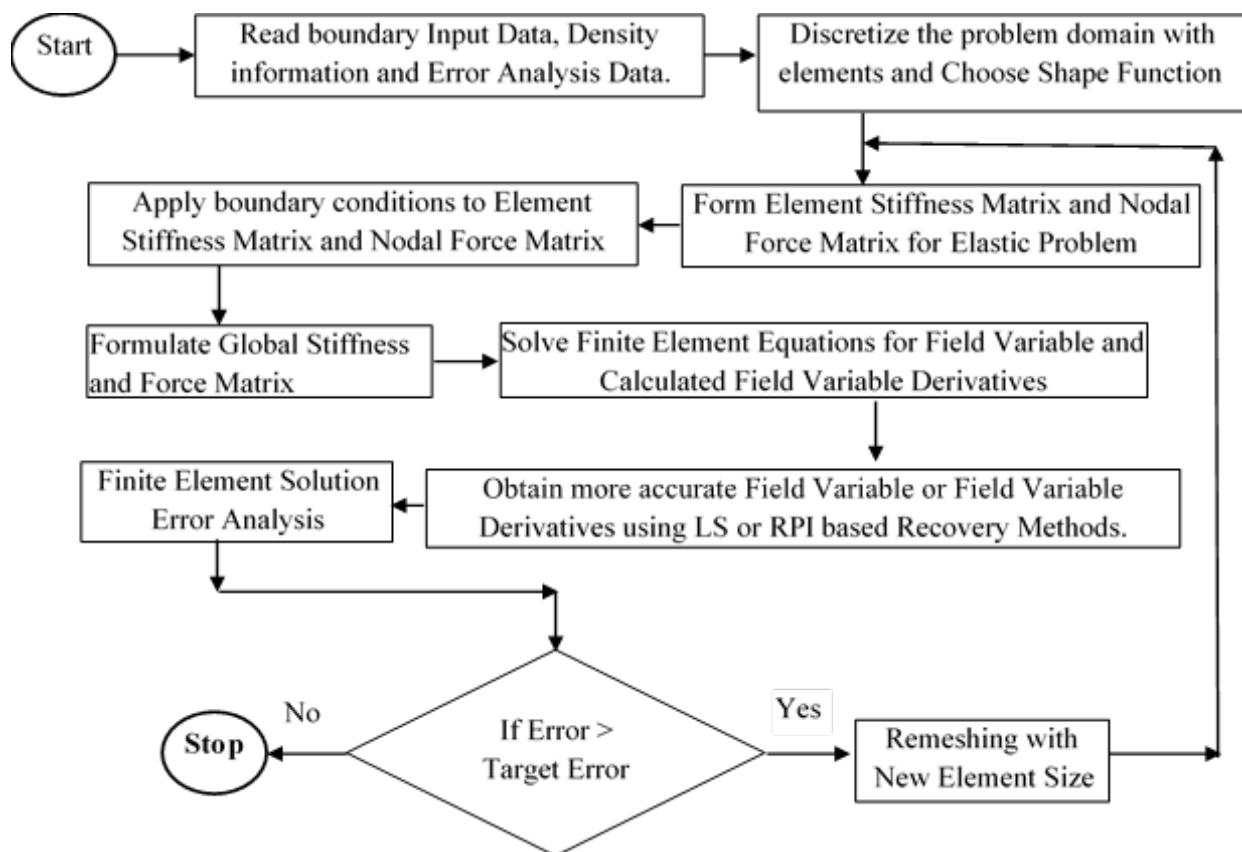 Start
Read boundary Input Data, Density
information and Error Analysis Data.
Discretize the problem domain with
elements and Choose Shape Function
Form Element Stiffness Matrix and Nodal
Force Matrix for Elastic Problem
Apply boundary conditions to Element
Stiffness Matrix and Nodal Force Matrix
Formulate Global Stiffness
and Force Matrix
Solve Finite Element Equations for Field Variable and
Calculated Field Variable Derivatives
Obtain more accurate Field Variable or Field Variable
Derivatives using LS or RPI based Recovery Methods.
Finite Element Solution
Error Analysis
If Error >
Target Error
No
Stop
Yes
Remeshing with
New Element Size